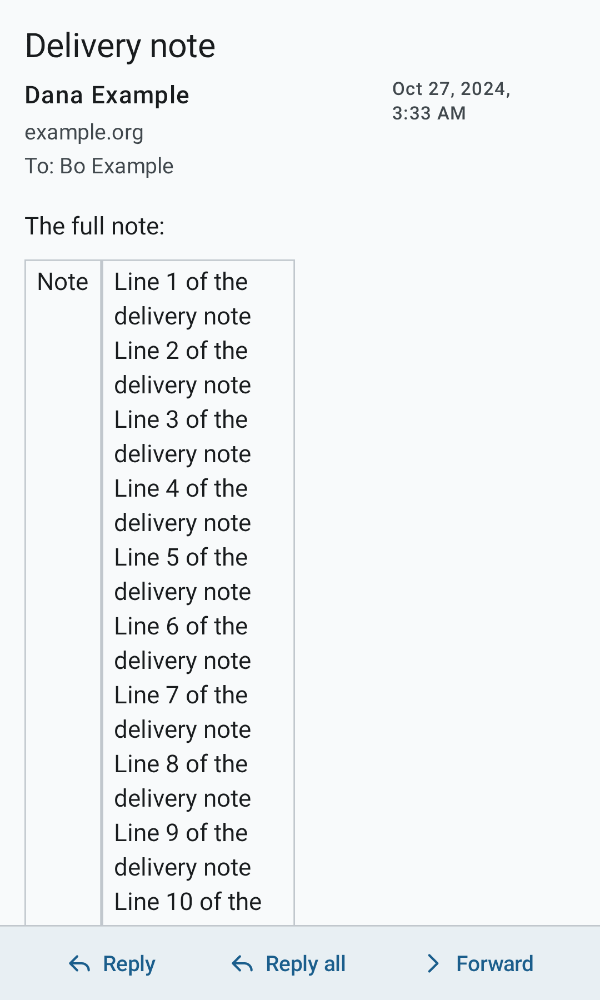 Delivery note
Dana Example
Oct 27, 2024,
3:33 AM
example.org
To: Bo Example
The full note:
Note
Line 1 of the
delivery note
Line 2 of the
delivery note
Line 3 of the
delivery note
Line 4 of the
delivery note
Line 5 of the
delivery note
Line 6 of the
delivery note
Line 7 of the
delivery note
Line 8 of the
delivery note
Line 9 of the
delivery note
Line 10 of the
Reply
Reply all
Forward